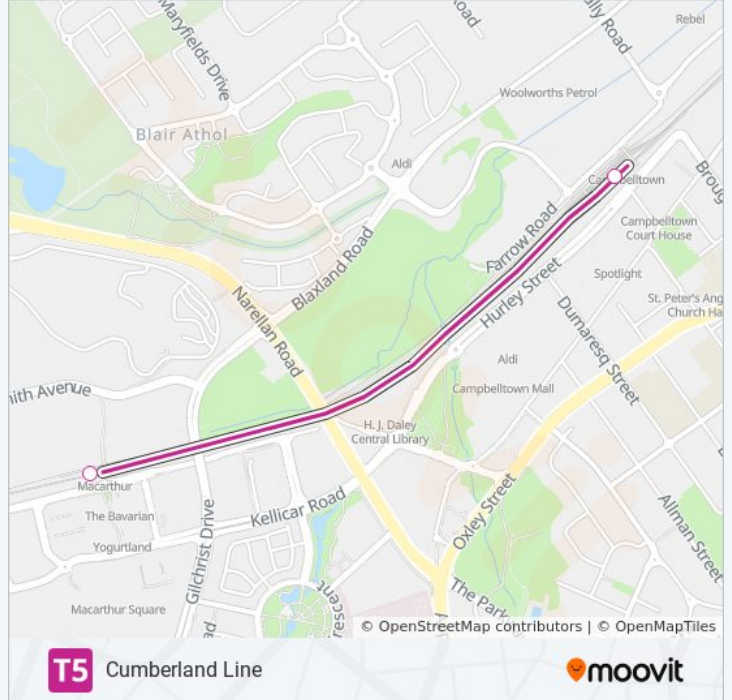 Maryfields Drive
Road
Rebel
Woolworths Petrol
Blair Athol
Aldi
Campbelltown
Broug
Campbelltown
Court House
Farrow Road
Spotlight
Blaxland Road
Narellan Road
Hurley Street
St. Peter's Ang
Church Ha
Dumaresq Street
Aldi
Campbelltown Mall
ith Avenue
H. J. Daley
Central Library
Macarthur
The Bavarian
Kellicar Road
Oxley Street
Allman Street
Yogurtland
Gilchrist Drive
Macarthur Square
The Park
© OpenStreetMap contributors | © OpenMapTiles
T5 Cumberland Line
moovit